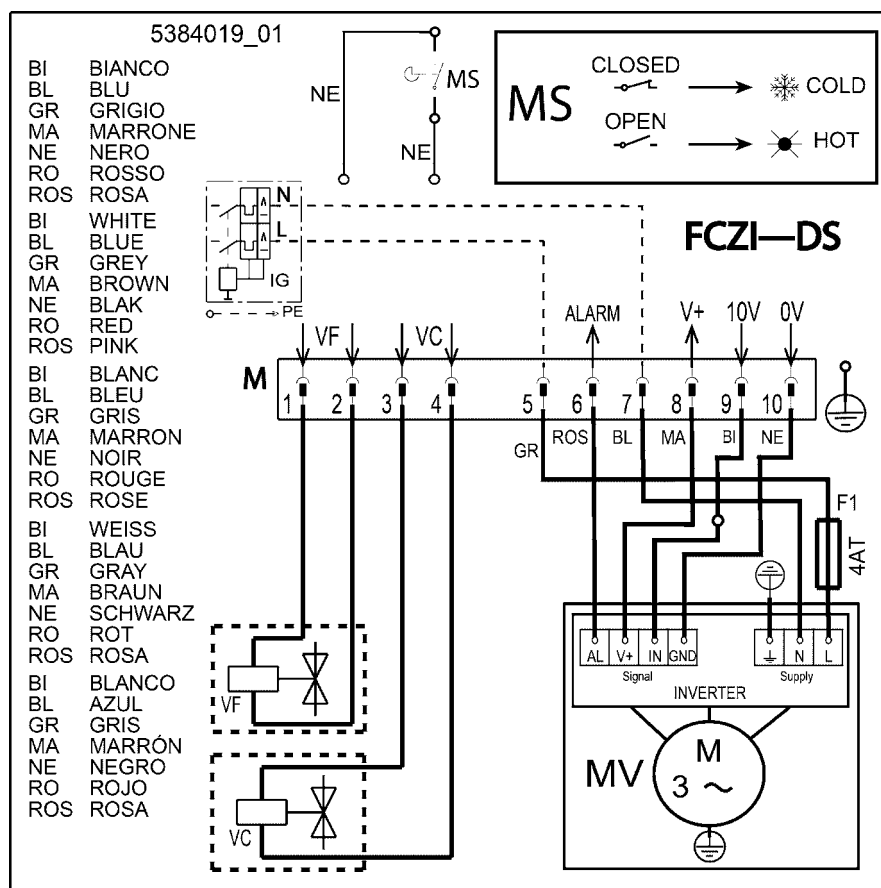 5384019_01
BI BIANCO
BL BLU
GR GRIGIO
MA MARRONE
NE NERO
RO ROSSO
ROS ROSA
BI WHITE
BL BLUE
GR GREY
MA BROWN
NE BLAK
RO RED
ROS PINK
BI BLANC
BL BLEU
GR GRIS
MA MARRON
NE NOIR
RO ROUGE
ROS ROSE
BI WEISS
BL BLAU
GR GRAY
MA BRAUN
NE SCHWARZ
RO ROT
ROS ROSA
BI BLANCO
BL AZUL
GR GRIS
MA MARRÓN
NE NEGRO
RO ROJO
ROS ROSA
NE
MS
NE
MS
CLOSED
COLD
OPEN
HOT
N
L
IG
PE
FCZI—DS
VF VC ALARM V+ 10V 0V
M
1 2 3 4 5 6 7 8 9 10
GR ROS BL MA BI NE
F1
4AT
AL V+ IN GND N L
Signal Supply
INVERTER
MV
M
3 ~
VF
VC